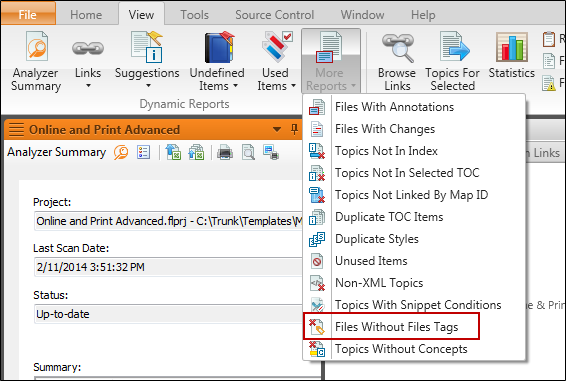 File Home View Tools Source Control Window Help
Analyzer Summary
Links
Suggestions
Undefined Items
Used Items
More Reports
Browse Links
Topics For Selected
Statistics
Dynamic Reports
Online and Print Advanced
Analyzer Summary
Links
Project:
Online and Print Advanced.flprj - C:\Trunk\Templates\M
Last Scan Date:
2/11/2014 3:51:32 PM
Status:
Up-to-date
Summary:
Files With Annotations
Files With Changes
Topics Not In Index
Topics Not In Selected TOC
Topics Not Linked By Map ID
Duplicate TOC Items
Duplicate Styles
Unused Items
Non-XML Topics
Topics With Snippet Conditions
Files Without Files Tags
Topics Without Concepts
e & Prin